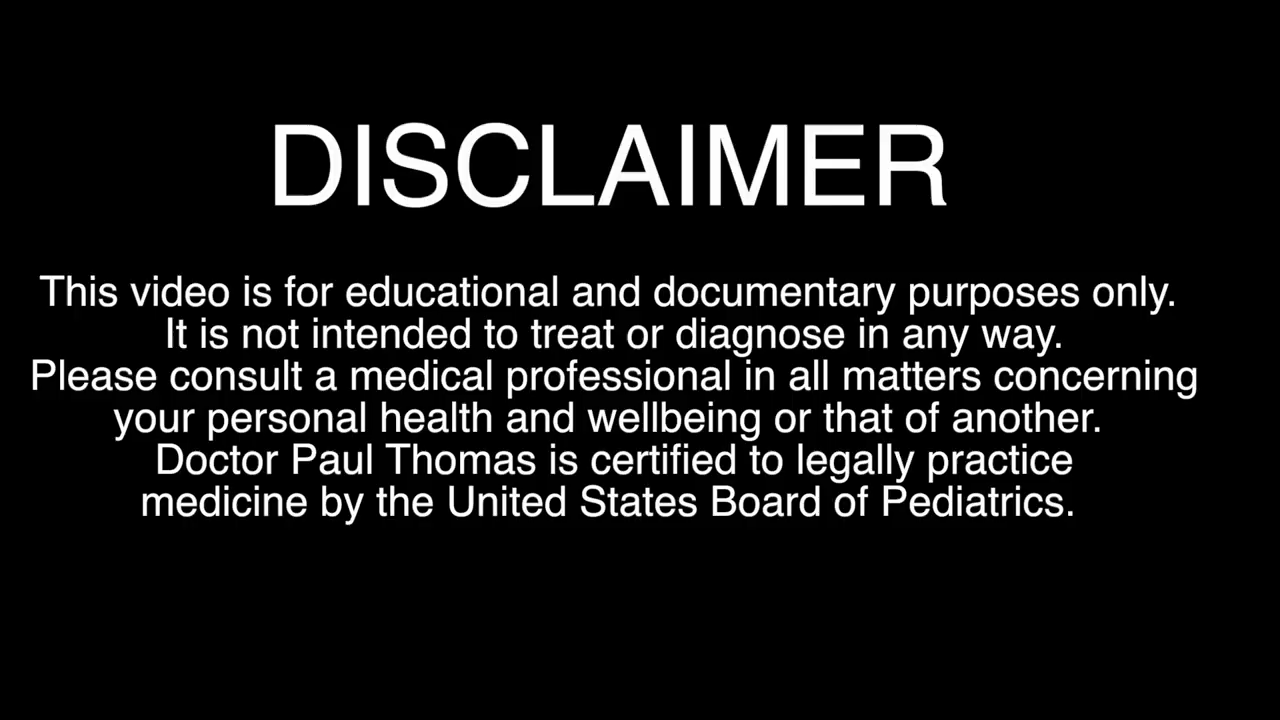 DISCLAIMER
This video is for educational and documentary purposes only.
It is not intended to treat or diagnose in any way.
Please consult a medical professional in all matters concerning
your personal health and wellbeing or that of another.
Doctor Paul Thomas is certified to legally practice
medicine by the United States Board of Pediatrics.